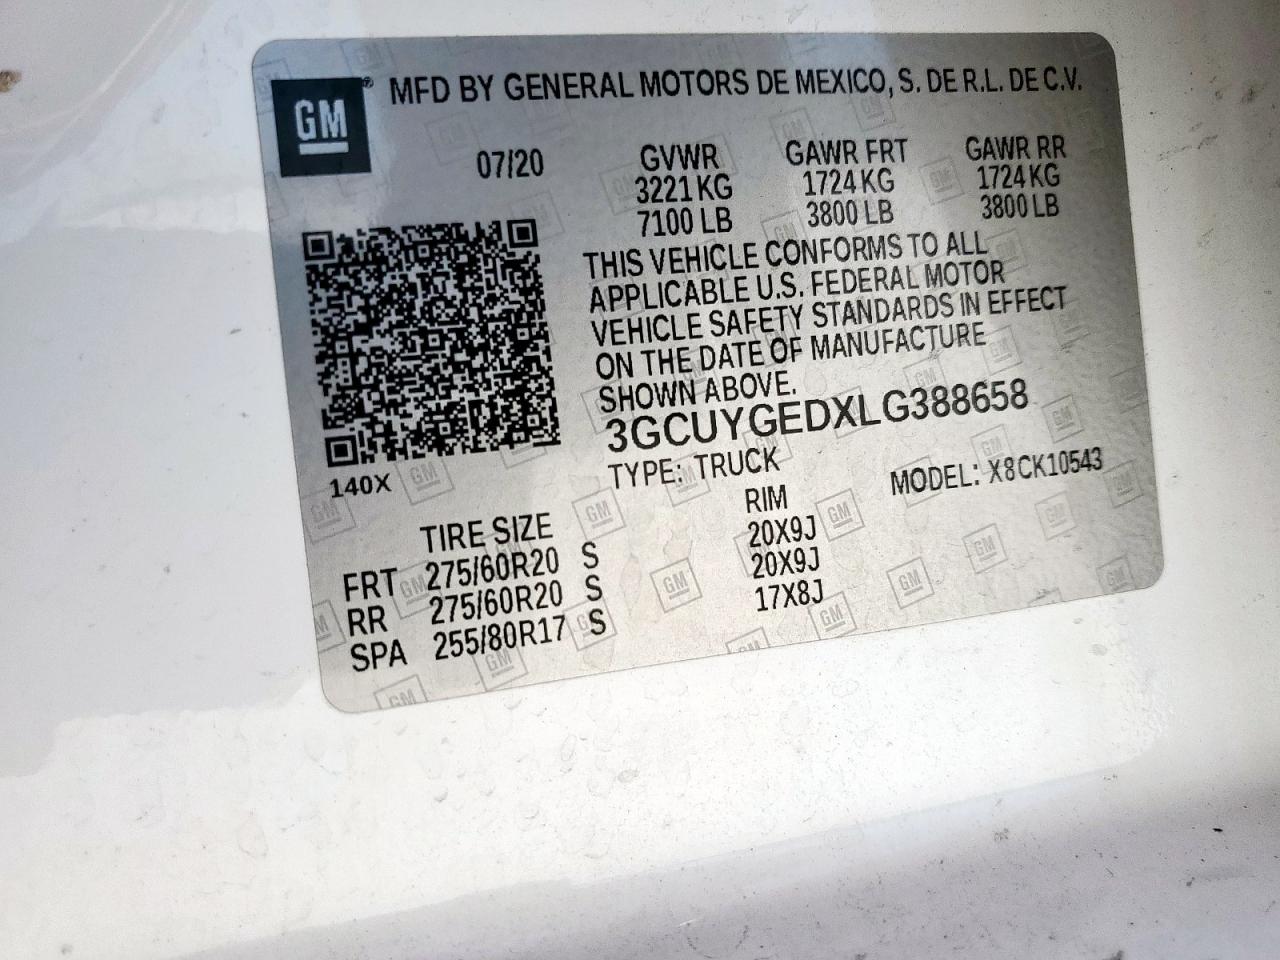 GM® MFD BY GENERAL MOTORS DE MEXICO, S. DE R.L. DE C.V.
07/20 GVWR GAWR FRT GAWR RR
3221 KG 1724 KG 1724 KG
7100 LB 3800 LB 3800 LB
THIS VEHICLE CONFORMS TO ALL
APPLICABLE U.S. FEDERAL MOTOR
VEHICLE SAFETY STANDARDS IN EFFECT
ON THE DATE OF MANUFACTURE
SHOWN ABOVE.
3GCUYGEDXLG388658
140X TYPE: TRUCK MODEL: X8CK10543
TIRE SIZE RIM
FRT 275/60R20 S 20X9J
RR 275/60R20 S 20X9J
SPA 255/80R17 S 17X8J